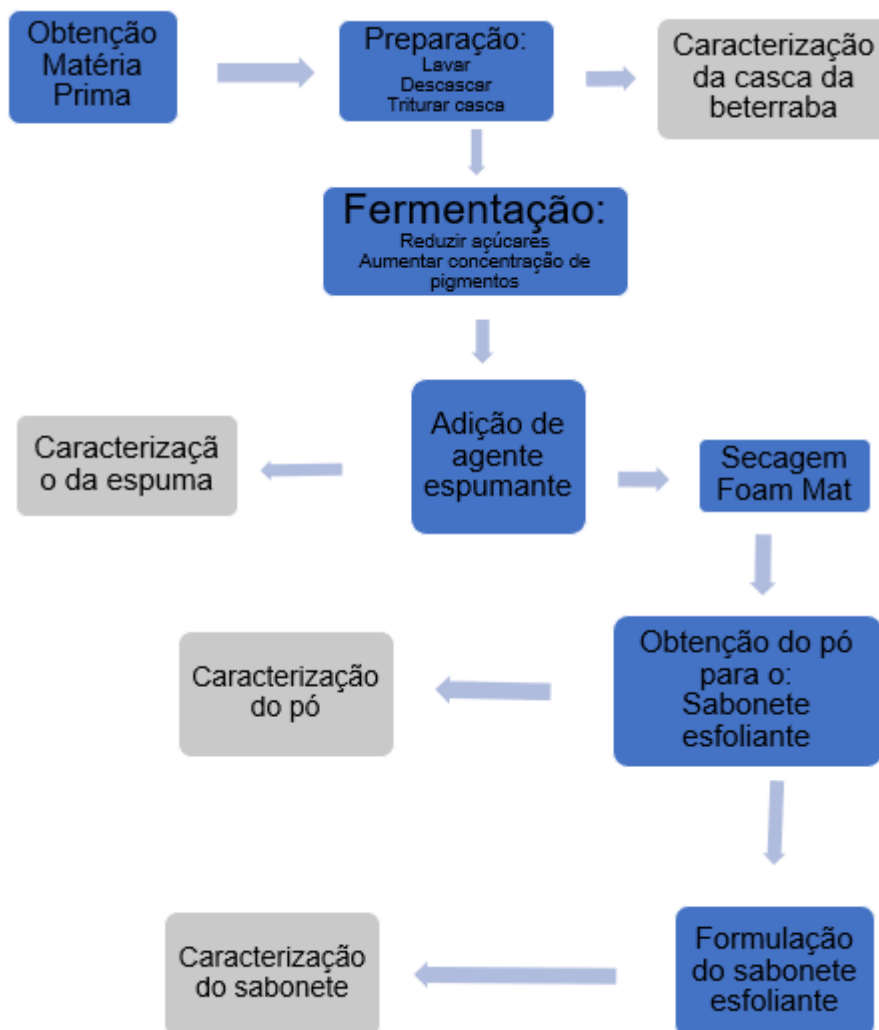 Obtenção
Matéria
Prima
Preparação:
Lavar
Descascar
Triturar casca
Caracterização
da casca da
beterraba
Fermentação:
Reduzir açúcares
Aumentar concentração de
pigmentos
Adição de
agente
espumante
Caracterizaçã
o da espuma
Secagem
Foam Mat
Obtenção do pó
para o:
Sabonete
esfoliante
Caracterização
do pó
Formulação
do sabonete
esfoliante
Caracterização
do sabonete